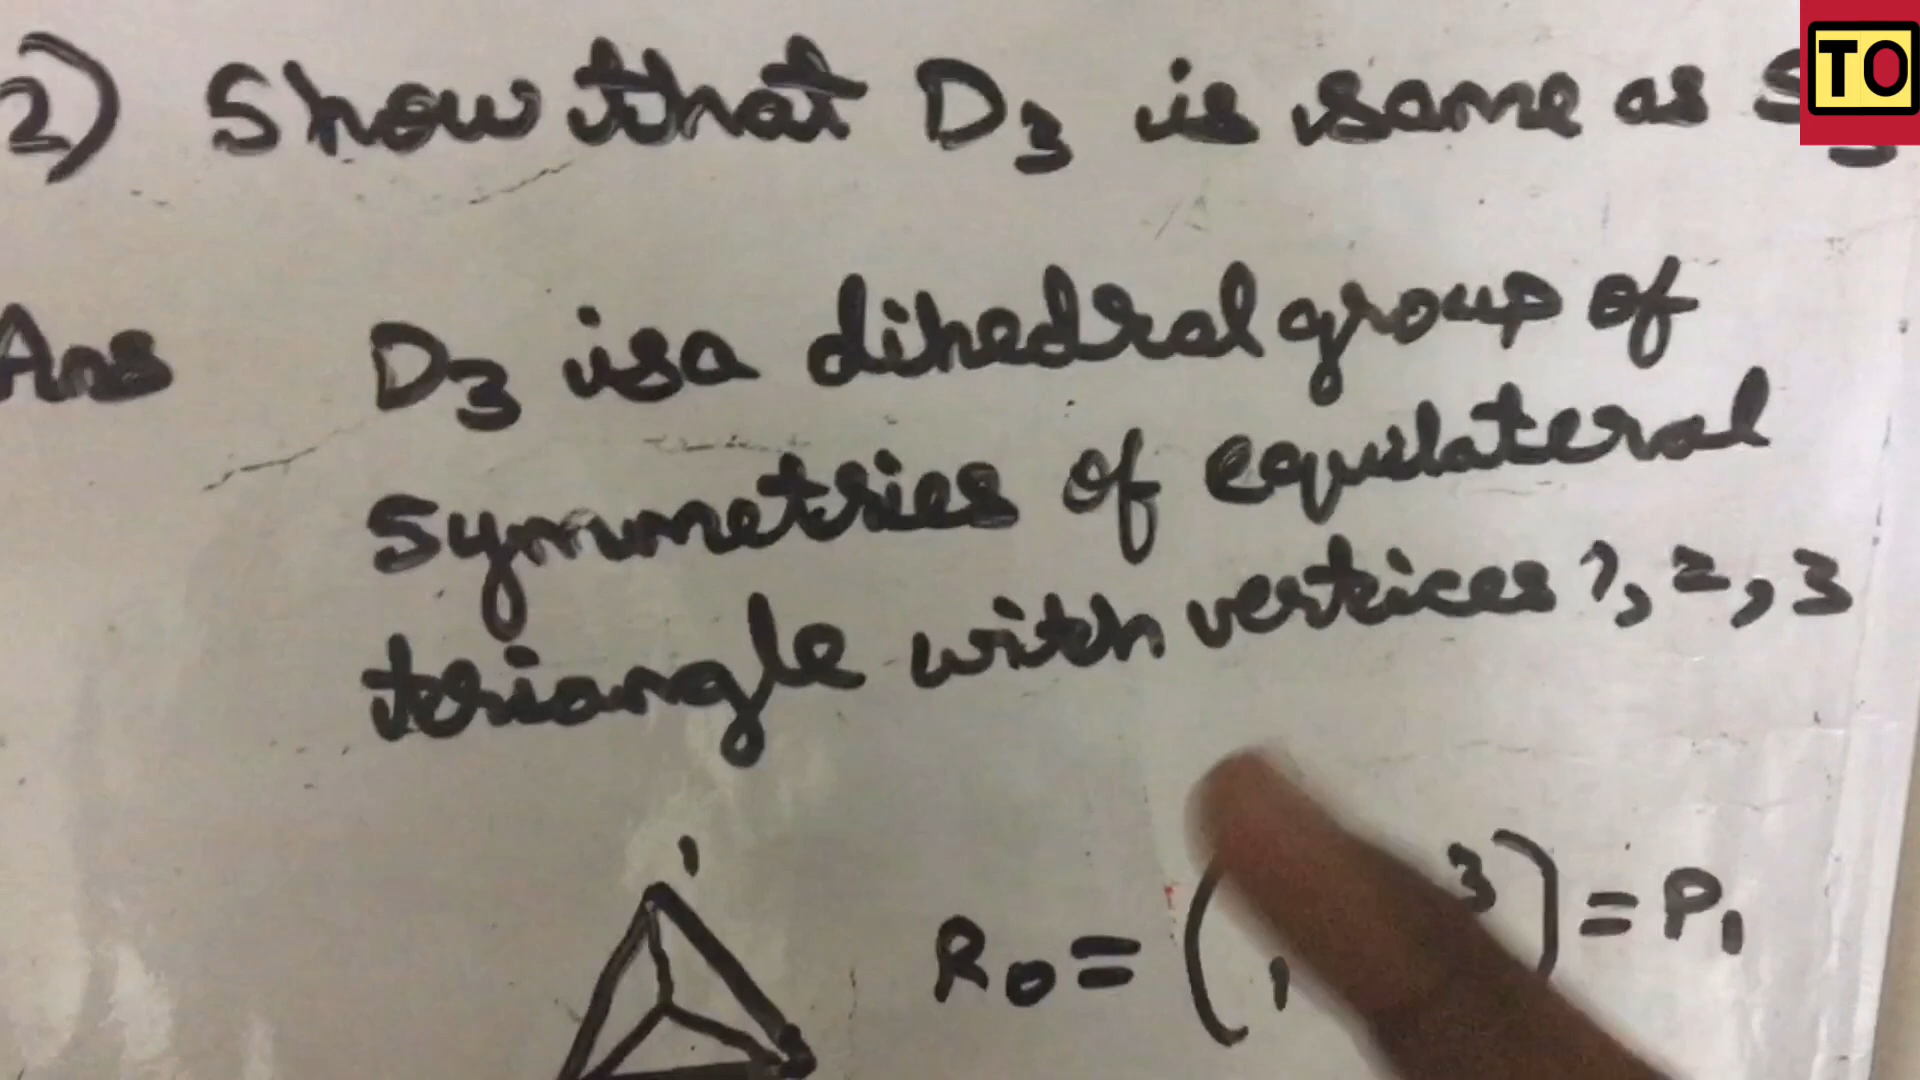 2) Show that D3 is same as S3
TO
Ans D3 is a dihedral group of
symmetries of equilateral
triangle with vertices 1, 2, 3
1
R0 = ( 3 ) = P1
1